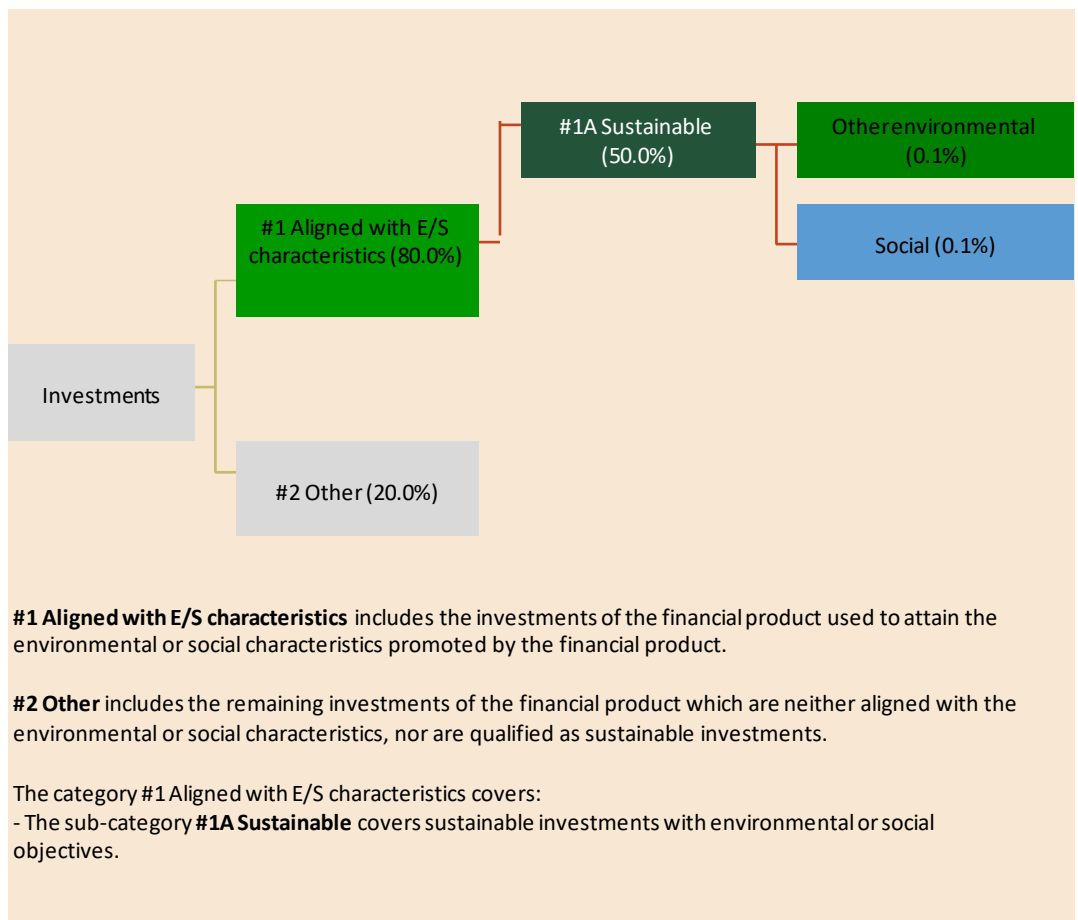 #1A Sustainable
(50.0%)
Other environmental
(0.1%)
#1 Aligned with E/S
characteristics (80.0%)
Social (0.1%)
Investments
#2 Other (20.0%)
#1 Aligned with E/S characteristics includes the investments of the financial product used to attain the
environmental or social characteristics promoted by the financial product.
#2 Other includes the remaining investments of the financial product which are neither aligned with the
environmental or social characteristics, nor are qualified as sustainable investments.
The category #1 Aligned with E/S characteristics covers:
- The sub-category #1A Sustainable covers sustainable investments with environmental or social
objectives.